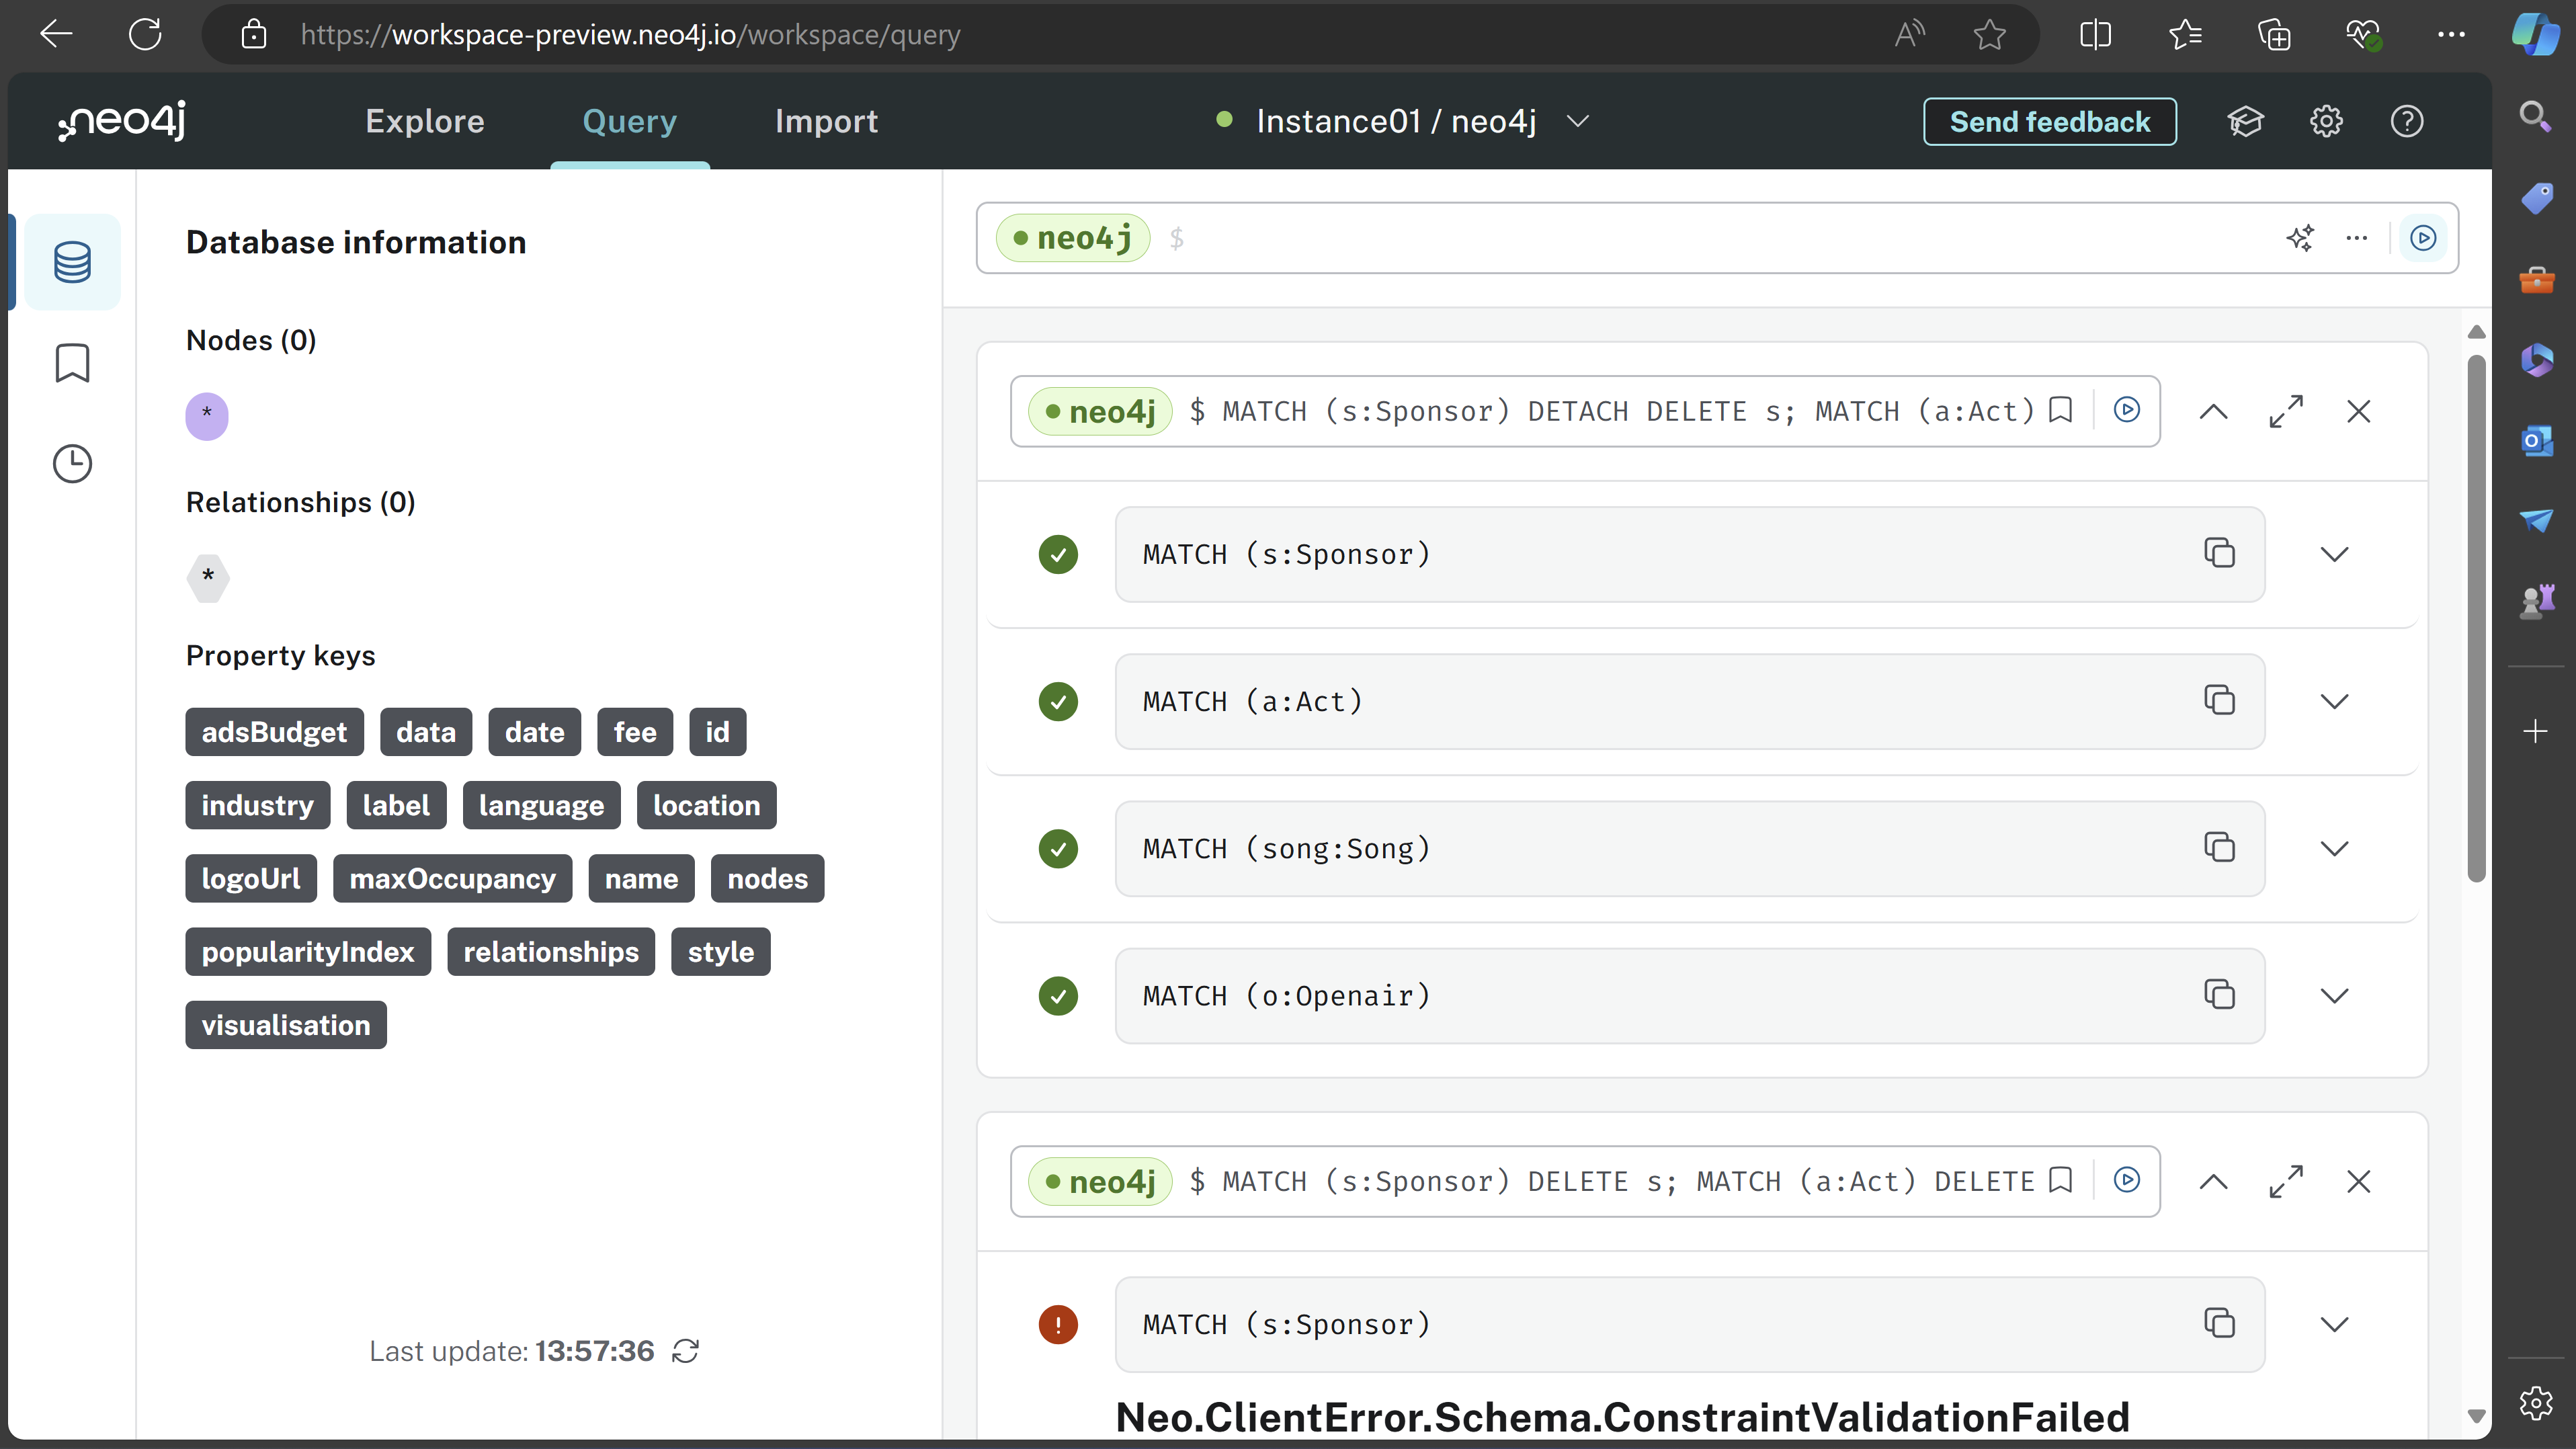 https://workspace-preview.neo4j.io/workspace/query
neo4j
Explore
Query
Import
Instance01 / neo4j
Send feedback
Database information
Nodes (0)
*
Relationships (0)
*
Property keys
adsBudget data date fee id
industry label language location
logoUrl maxOccupancy name nodes
popularityIndex relationships style
visualisation
Last update: 13:57:36
neo4j $
neo4j $ MATCH (s:Sponsor) DETACH DELETE s; MATCH (a:Act)
MATCH (s:Sponsor)
MATCH (a:Act)
MATCH (song:Song)
MATCH (o:Openair)
neo4j $ MATCH (s:Sponsor) DELETE s; MATCH (a:Act) DELETE
MATCH (s:Sponsor)
Neo.ClientError.Schema.ConstraintValidationFailed